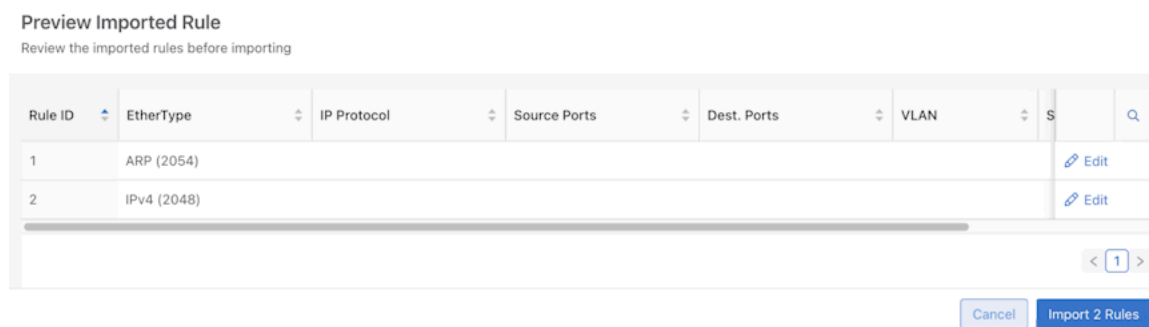 Preview Imported Rule
Review the imported rules before importing
Rule ID EtherType IP Protocol Source Ports Dest. Ports VLAN S
1 ARP (2054) Edit
2 IPv4 (2048) Edit
< 1 >
Cancel Import 2 Rules